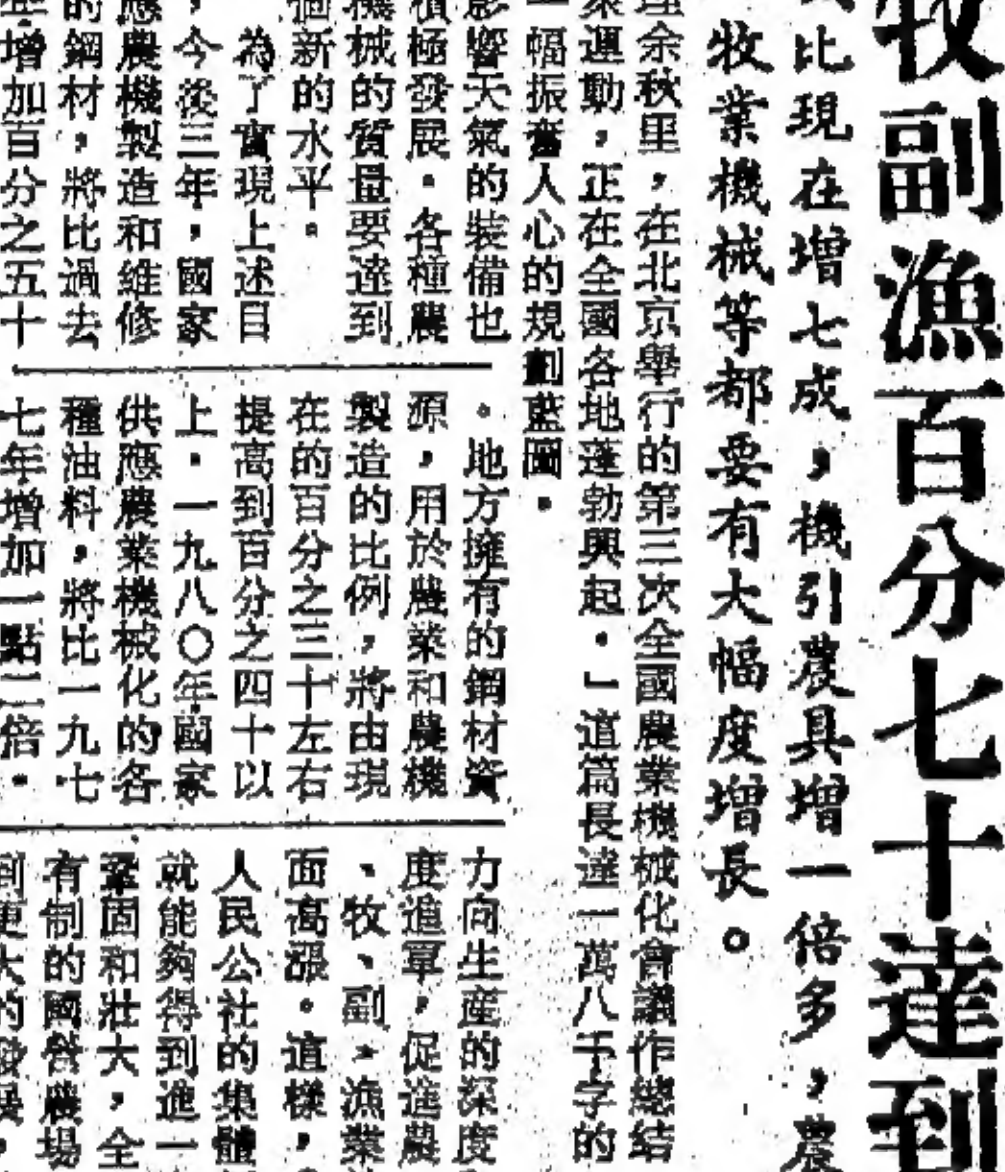 牧副漁百分七十達到
比現在增七成，機引農具增一倍多，農
牧業機械等都要有大幅度增長。
理余秋里，在北京舉行的第三次全國農業機械化會議作總結
運動，正在全國各地蓬勃興起。」這篇長達一萬八千字的
一幅振奮人心的規劃藍圖。
影響天氣的裝備也
積極發展。各種農
機械的質量要達到
個新的水平。
為了實現上述目
，今後三年，國家
應農機製造和維修
的鋼材，將比過去
增加百分之五十
。地方擁有的鋼材資
源，用於農業和農機
製造的比例，將由現
在的百分之三十左右
提高到百分之四十以
上。一九八〇年國家
供應農業機械化的各
種油料，將比一九七
七年增加一點二倍。
力向生產的深度
度進軍，促進農
、牧、副、漁業
面高漲。這樣，
人民公社的集體
就能夠得到進一
鞏固和壯大，全
有制的國營農場
到更大的發展，